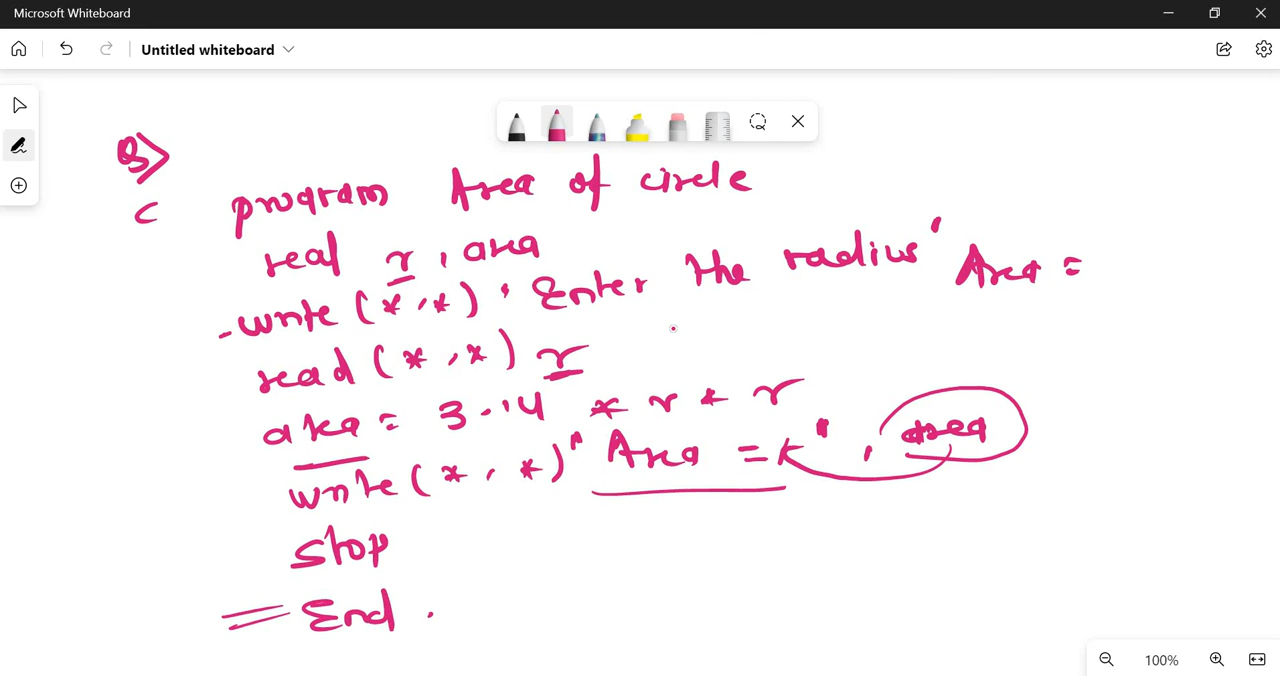 Microsoft Whiteboard
Untitled whiteboard
Q>
c program Area of circle
real r, area
write (*,*) ' Enter the radius'
Area =
read (*,*) r
area = 3.14 * r * r
write (*,*) " Area = ", area
stop
End .
100%